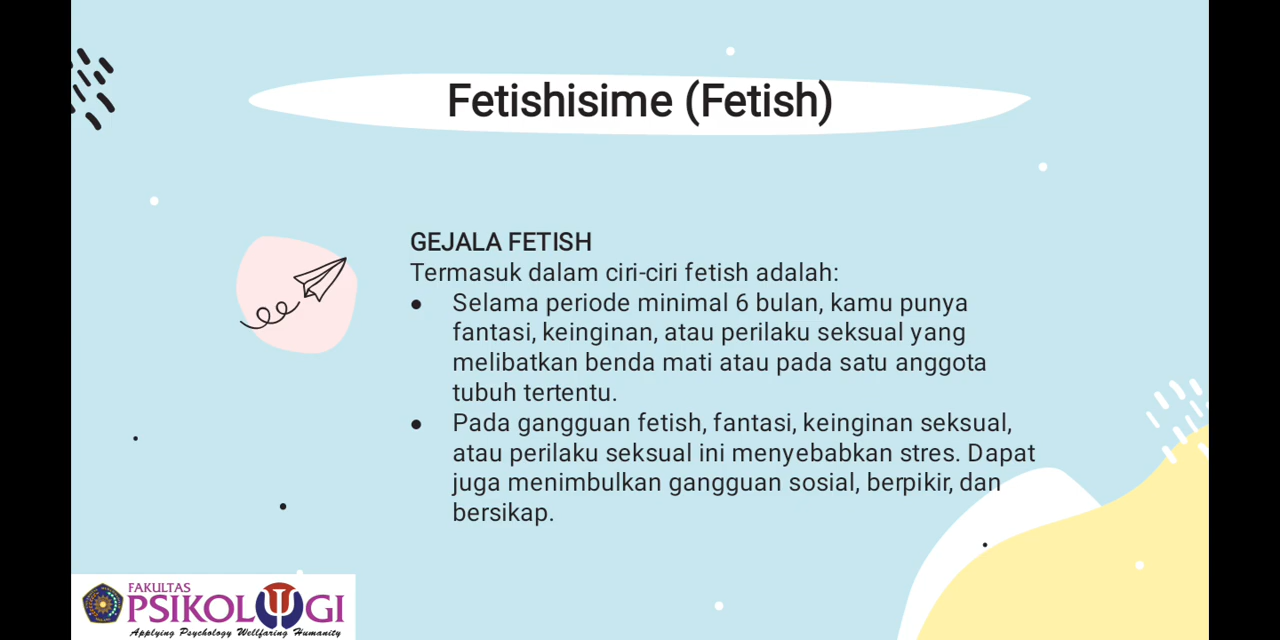 Fetishisime (Fetish)
GEJALA FETISH
Termasuk dalam ciri-ciri fetish adalah:
● Selama periode minimal 6 bulan, kamu punya
fantasi, keinginan, atau perilaku seksual yang
melibatkan benda mati atau pada satu anggota
tubuh tertentu.
● Pada gangguan fetish, fantasi, keinginan seksual,
atau perilaku seksual ini menyebabkan stres. Dapat
juga menimbulkan gangguan sosial, berpikir, dan
bersikap.
FAKULTAS
PSIKOLOGI
Applying Psychology Wellfaring Humanity